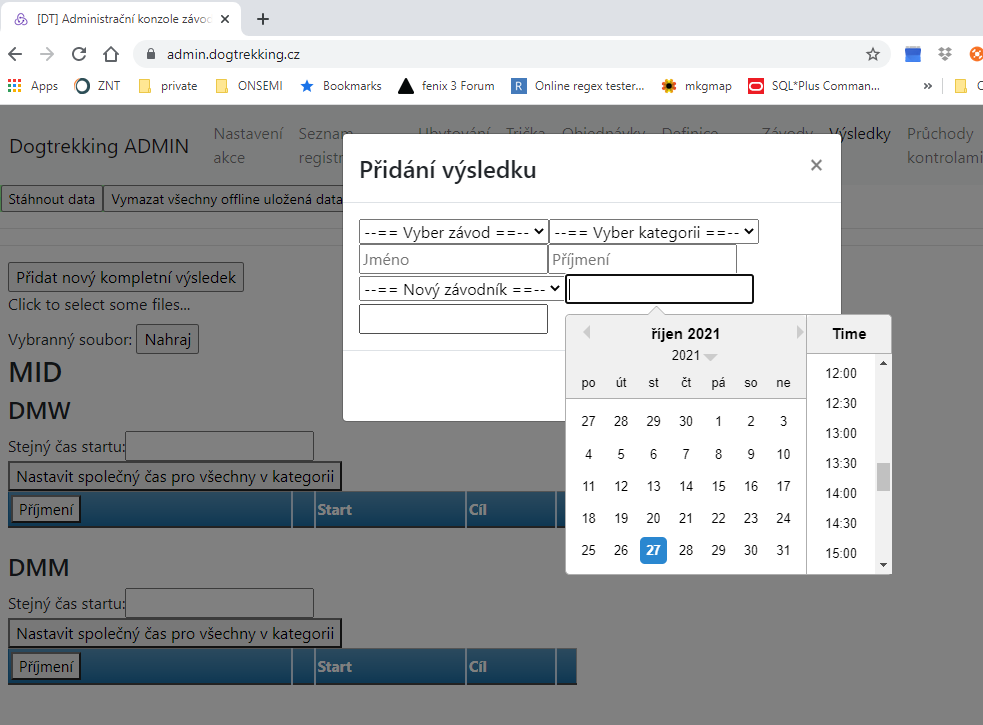 [DT] Administrační konzole závod
admin.dogtrekking.cz
Apps ZNT private ONSEMI Bookmarks fenix 3 Forum Online regex tester... mkgmap SQL*Plus Comman... »
Dogtrekking ADMIN
Nastavení akce
Seznam
Ubytování Trička Objednávky Definice Závody Výsledky
Průchody kontrolami
Stáhnout data Vymazat všechny offline uložená data
Přidání výsledku ×
--== Vyber závod ==-- --== Vyber kategorii ==--
Jméno Příjmení
--== Nový závodník ==--
Přidat nový kompletní výsledek
Click to select some files...
Vybranný soubor: Nahraj
MID
DMW
Stejný čas startu:
Nastavit společný čas pro všechny v kategorii
Příjmení Start Cíl
DMM
Stejný čas startu:
Nastavit společný čas pro všechny v kategorii
Příjmení Start Cíl
říjen 2021
2021
po út st čt pá so ne
27 28 29 30 1 2 3
4 5 6 7 8 9 10
11 12 13 14 15 16 17
18 19 20 21 22 23 24
25 26 27 28 29 30 31
Time
12:00
12:30
13:00
13:30
14:00
14:30
15:00